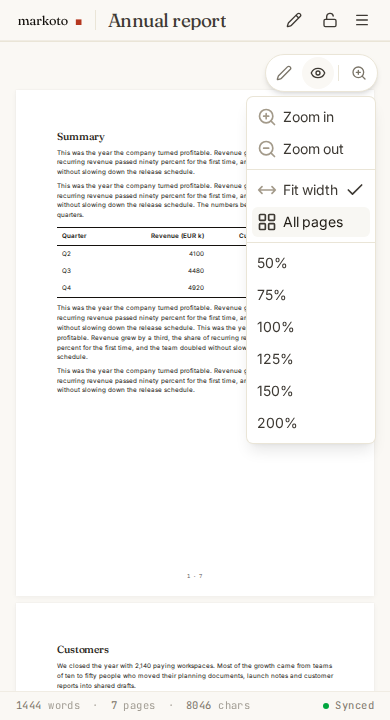 markoto
Annual report
Zoom in
Zoom out
Fit width
All pages
50%
75%
100%
125%
150%
200%
Summary
This was the year the company turned profitable. Revenue
recurring revenue passed ninety percent for the first time,
without slowing down the release schedule.
This was the year the company turned profitable. Revenue
recurring revenue passed ninety percent for the first time,
without slowing down the release schedule. The numbers
quarters.
Quarter Revenue (EUR k)
Q2 4100
Q3 4480
Q4 4920
This was the year the company turned profitable. Revenue
recurring revenue passed ninety percent for the first time,
without slowing down the release schedule. This was the
profitable. Revenue grew by a third, the share of recurring
percent for the first time, and the team doubled without
schedule.
This was the year the company turned profitable. Revenue
recurring revenue passed ninety percent for the first time,
without slowing down the release schedule.
1 - 7
Customers
We closed the year with 2,140 paying workspaces. Most of the growth came from teams
of ten to fifty people who moved their planning documents, launch notes and customer
reports into shared drafts.
1444 words · 7 pages · 8046 chars
Synced